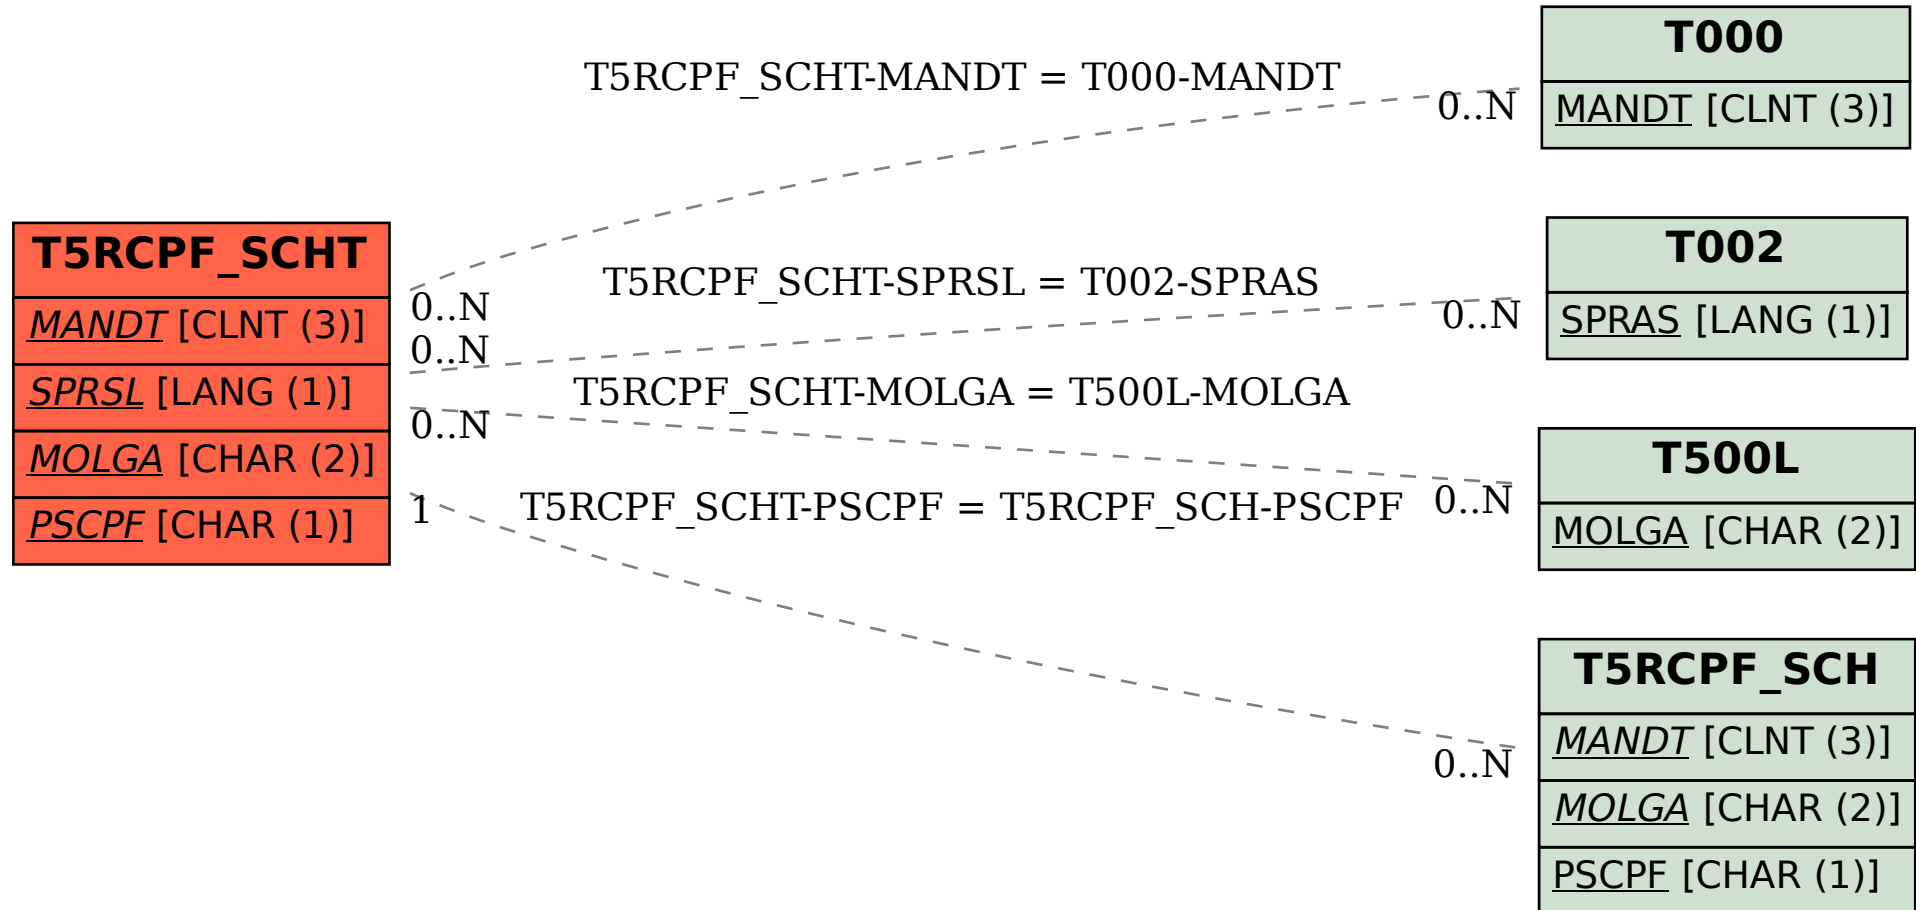 T000
MANDT [CLNT (3)]
T5RCPF_SCHT-MANDT = T000-MANDT
0..N
T5RCPF_SCHT
MANDT [CLNT (3)]
SPRSL [LANG (1)]
MOLGA [CHAR (2)]
PSCPF [CHAR (1)]
0..N
0..N
0..N
1
T5RCPF_SCHT-SPRSL = T002-SPRAS
0..N
T002
SPRAS [LANG (1)]
T5RCPF_SCHT-MOLGA = T500L-MOLGA
0..N
T500L
MOLGA [CHAR (2)]
T5RCPF_SCHT-PSCPF = T5RCPF_SCH-PSCPF
0..N
T5RCPF_SCH
MANDT [CLNT (3)]
MOLGA [CHAR (2)]
PSCPF [CHAR (1)]